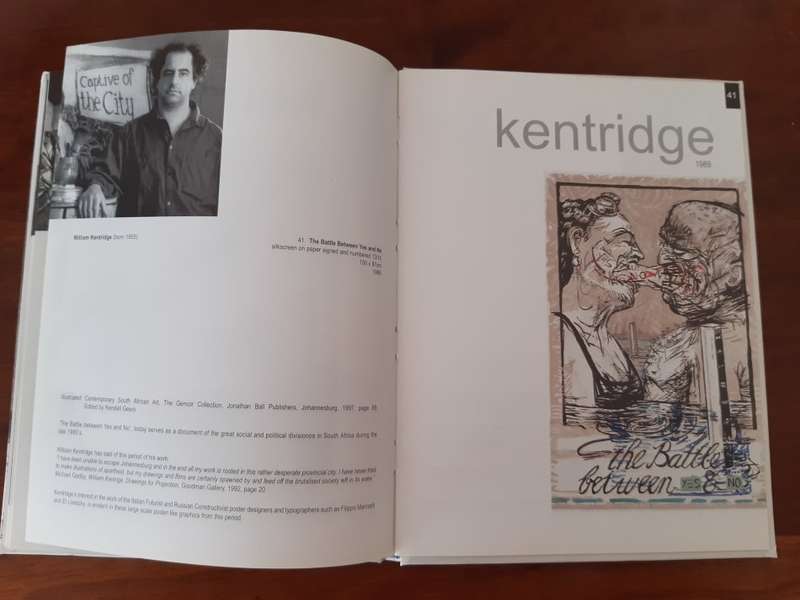 Captive of
the City
William Kentridge (born 1955)
41. The Battle Between Yes and No
silkscreen on paper signed and numbered 13/
100 x 81cm
1989
Illustrated: Contemporary South African Art, The Gencor Collection, Jonathan Ball Publishers, Johannesburg, 1997, page
Edited by Kendell Geers
'The Battle between Yes and No', today serves as a document of the great social and political divisions in South Africa during the
late 1980's.
William Kentridge has said of this period of his work:
'I have been unable to escape Johannesburg and in the end all my work is rooted in this rather desperate provincial city. I have never tried
to make illustrations of apartheid, but my drawings and films are certainly spawned by and feed off the brutalised society left in its wake.'
Michael Godby, William Kentridge: Drawings for Projection, Goodman Gallery, 1992, page 20
Kentridge's interest in the work of the Italian Futurist and Russian Constructivist poster designers and typographers such as Filippo Marinetti
and El Lissitzky, is evident in these large scale poster-like graphics from this period.
41
kentridge
1989
the Battle
between YES & NO